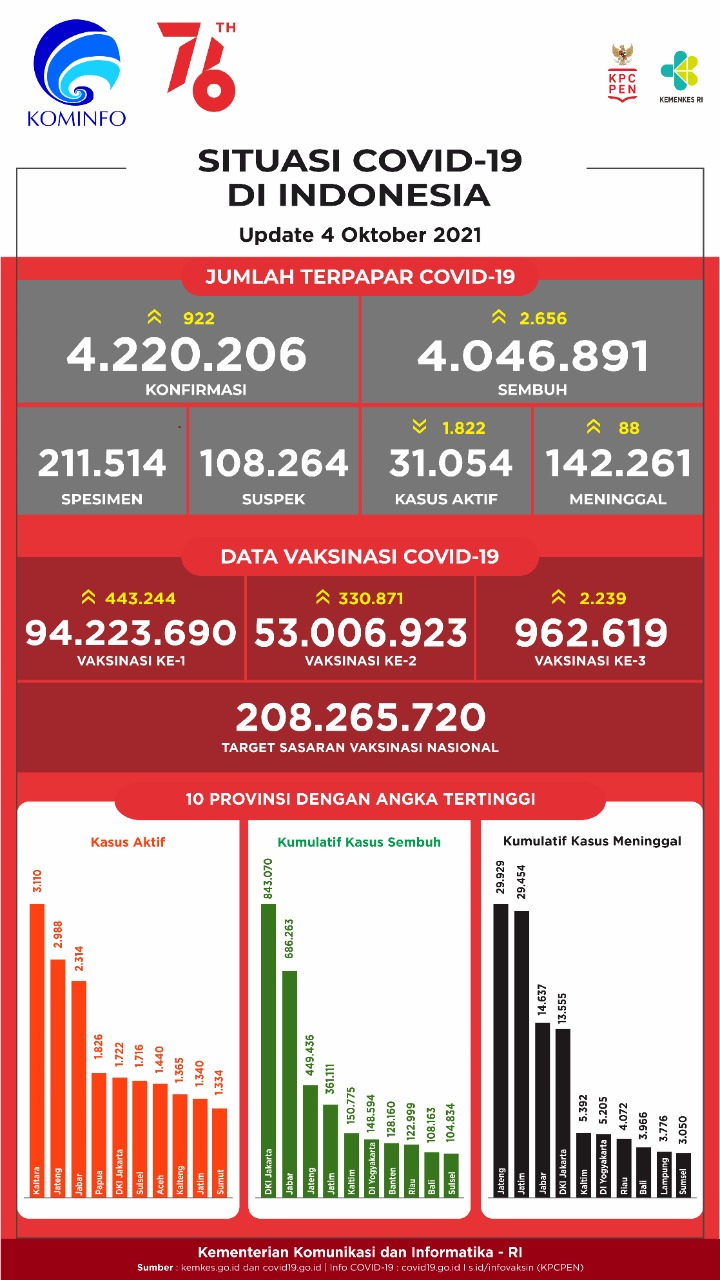 KOMINFO
76TH
KPC
PEN
KEMENKES RI
SITUASI COVID-19
DI INDONESIA
Update 4 Oktober 2021
JUMLAH TERPAPAR COVID-19
922
4.220.206
KONFIRMASI
2.656
4.046.891
SEMBUH
211.514
SPESIMEN
108.264
SUSPEK
1.822
31.054
KASUS AKTIF
88
142.261
MENINGGAL
DATA VAKSINASI COVID-19
443.244
94.223.690
VAKSINASI KE-1
330.871
53.006.923
VAKSINASI KE-2
2.239
962.619
VAKSINASI KE-3
208.265.720
TARGET SASARAN VAKSINASI NASIONAL
10 PROVINSI DENGAN ANGKA TERTINGGI
Kasus Aktif
3.110
2.988
2.314
1.826
1.722
1.716
1.440
1.365
1.340
1.334
Kaltara
Jateng
Jabar
Papua
DKI Jakarta
Sulsel
Aceh
Kalteng
Jatim
Sumut
Kumulatif Kasus Sembuh
843.070
686.263
449.436
361.111
150.775
148.594
128.160
122.999
108.163
104.834
DKI Jakarta
Jabar
Jateng
Jatim
Kaltim
DI Yogyakarta
Banten
Riau
Bali
Sulsel
Kumulatif Kasus Meninggal
29.929
29.454
14.637
13.555
5.392
5.205
4.072
3.966
3.776
3.050
Jateng
Jatim
Jabar
DKI Jakarta
Kaltim
DI Yogyakarta
Riau
Bali
Lampung
Sumsel
Kementerian Komunikasi dan Informatika - RI
Sumber : kemkes.go.id dan covid19.go.id | Info COVID-19 : covid19.go.id I s.id/infovaksin (KPCPEN)